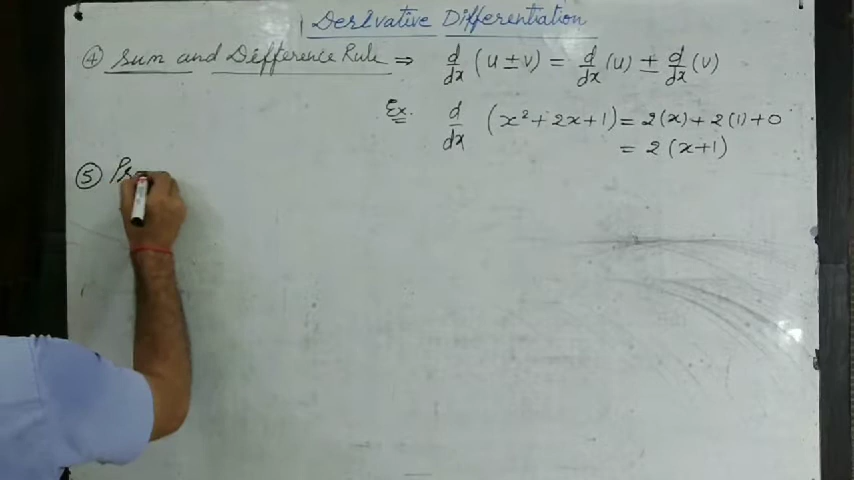 Derivative Differentiation
④ Sum and Difference Rule ⇒ d/dx (u ± v) = d/dx (u) ± d/dx (v)
Ex. d/dx (x² + 2x + 1) = 2(x) + 2(1) + 0
= 2 (x+1)
⑤ Pr